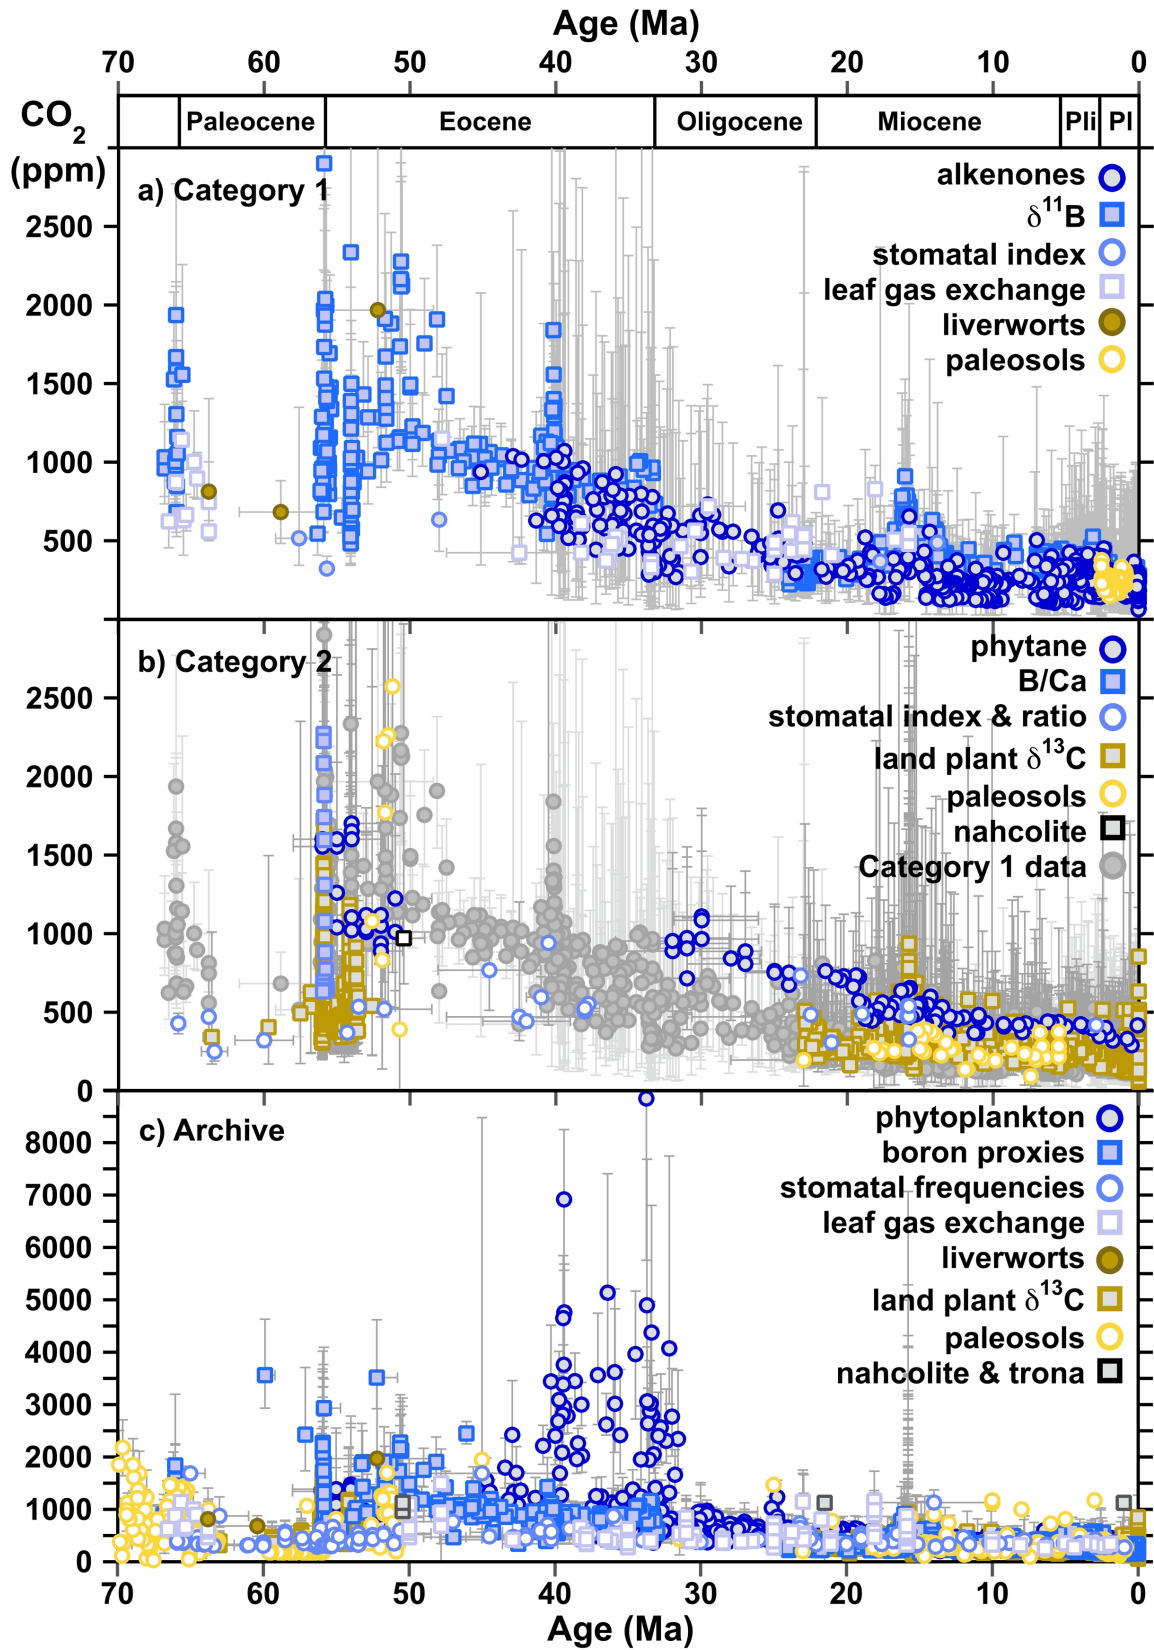 Age (Ma)
70 60 50 40 30 20 10 0
CO2 Paleocene Eocene Oligocene Miocene Pli Pl
(ppm)
a) Category 1
alkenones
δ11B
stomatal index
leaf gas exchange
liverworts
paleosols
2500
2000
1500
1000
500
b) Category 2
phytane
B/Ca
stomatal index & ratio
land plant δ13C
paleosols
nahcolite
Category 1 data
2500
2000
1500
1000
500
0
c) Archive
phytoplankton
boron proxies
stomatal frequencies
leaf gas exchange
liverworts
land plant δ13C
paleosols
nahcolite & trona
8000
7000
6000
5000
4000
3000
2000
1000
0
70 60 50 40 30 20 10 0
Age (Ma)